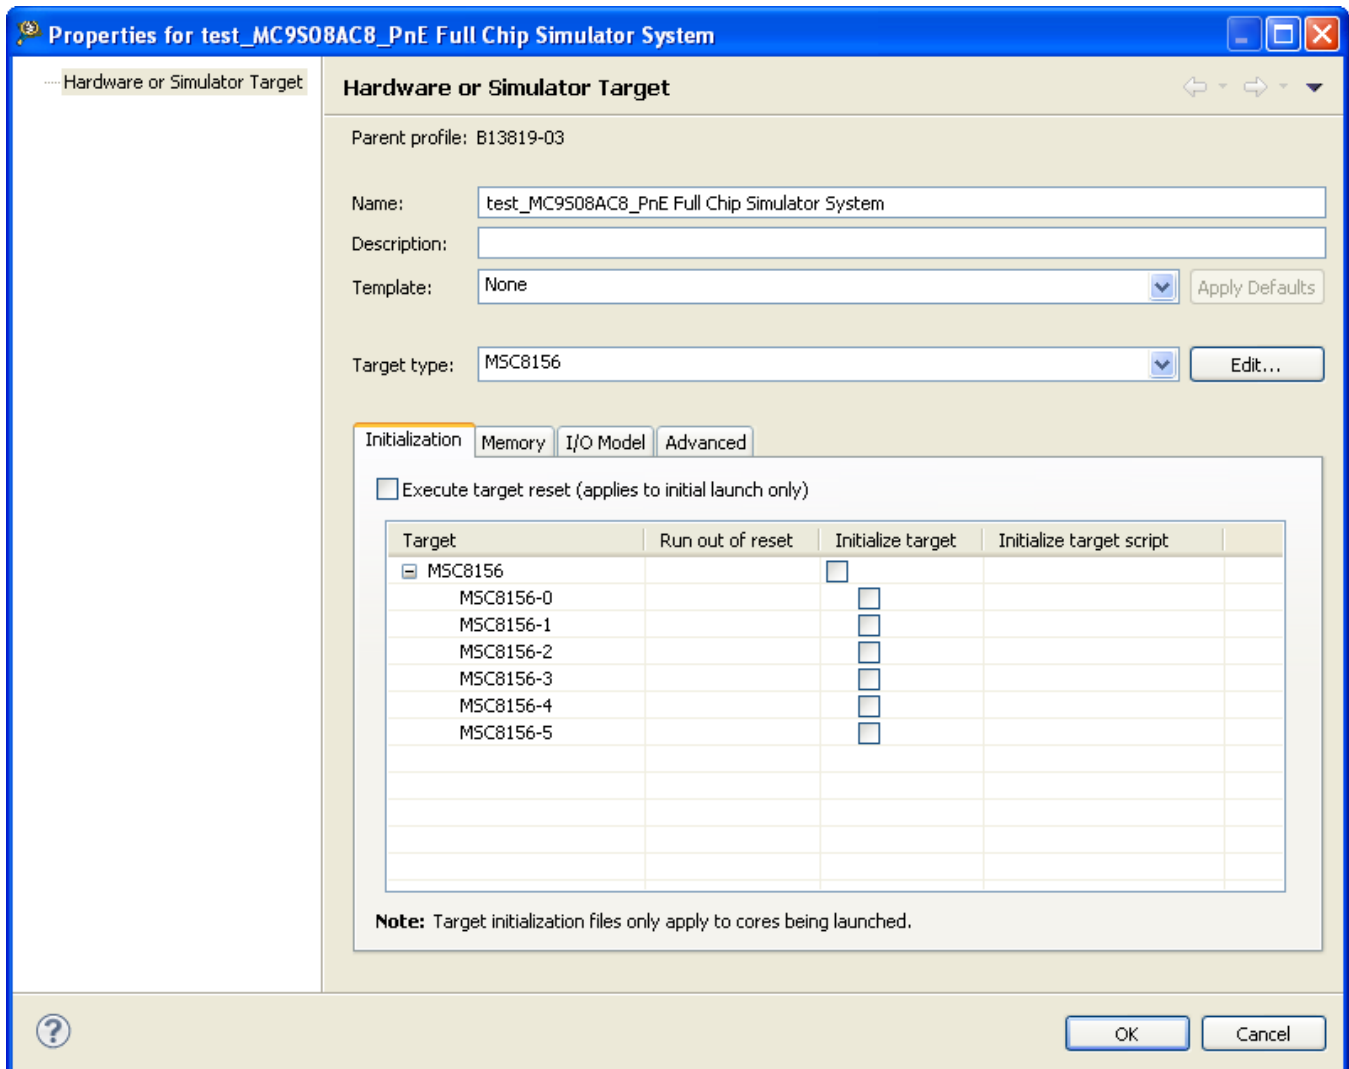 Properties for test_MC9S08AC8_PnE Full Chip Simulator System
Hardware or Simulator Target
Hardware or Simulator Target
Parent profile: B13819-03
Name: test_MC9S08AC8_PnE Full Chip Simulator System
Description:
Template: None Apply Defaults
Target type: MSC8156 Edit...
Initialization Memory I/O Model Advanced
Execute target reset (applies to initial launch only)
Target Run out of reset Initialize target Initialize target script
MSC8156
MSC8156-0
MSC8156-1
MSC8156-2
MSC8156-3
MSC8156-4
MSC8156-5
Note: Target initialization files only apply to cores being launched.
? OK Cancel